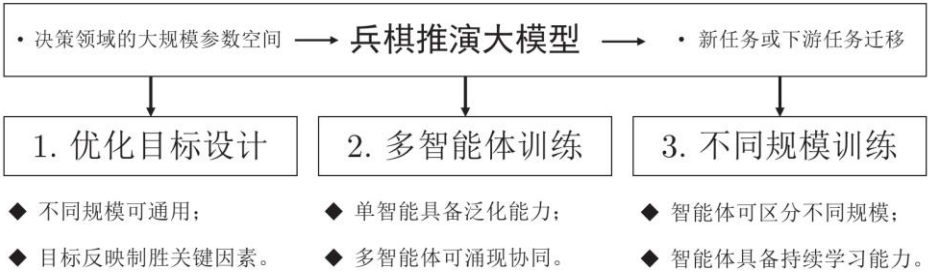 • 决策领域的大规模参数空间 兵棋推演大模型 • 新任务或下游任务迁移
1. 优化目标设计 2. 多智能体训练 3. 不同规模训练
◆ 不同规模可通用； ◆ 单智能具备泛化能力； ◆ 智能体可区分不同规模；
◆ 目标反映制胜关键因素。 ◆ 多智能体可涌现协同。 ◆ 智能体具备持续学习能力。